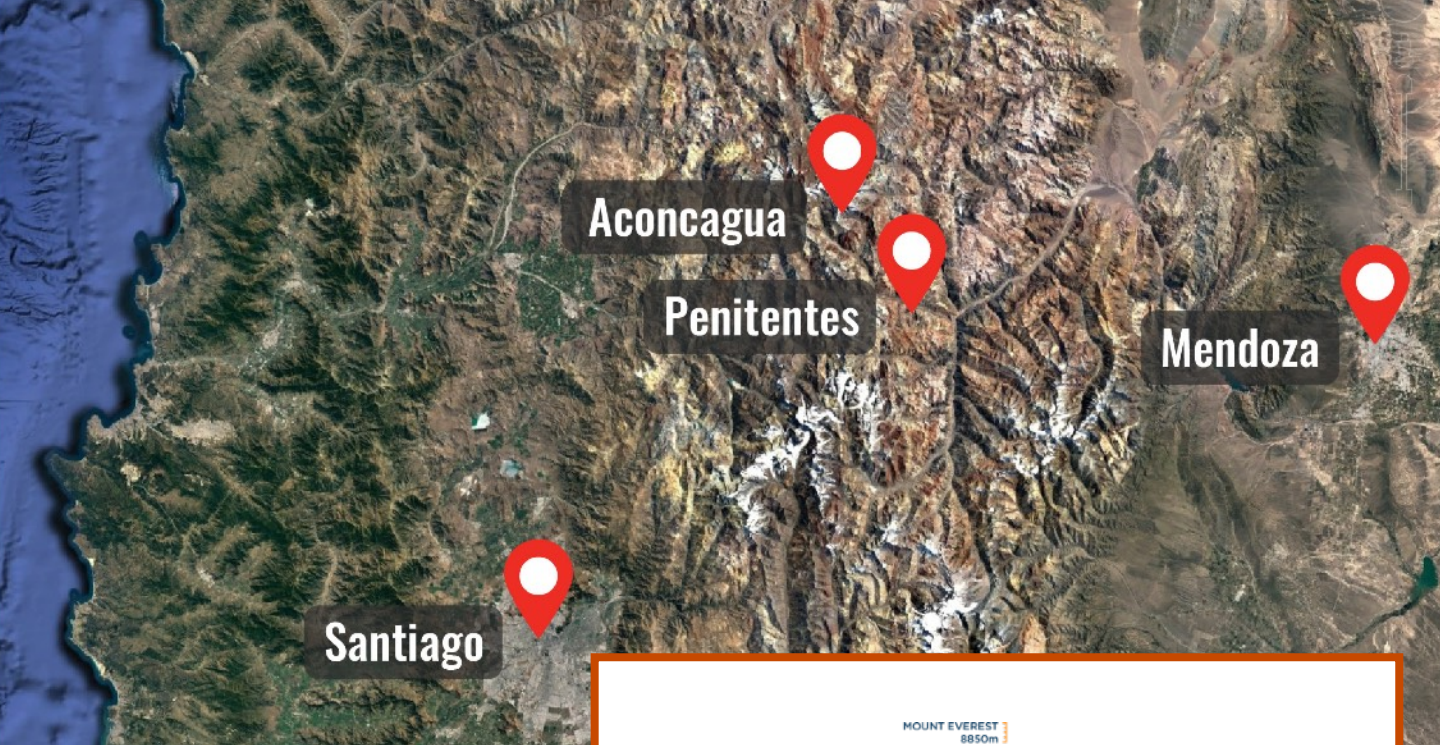 Aconcagua
Penitentes
Mendoza
Santiago
MOUNT EVEREST
8850m